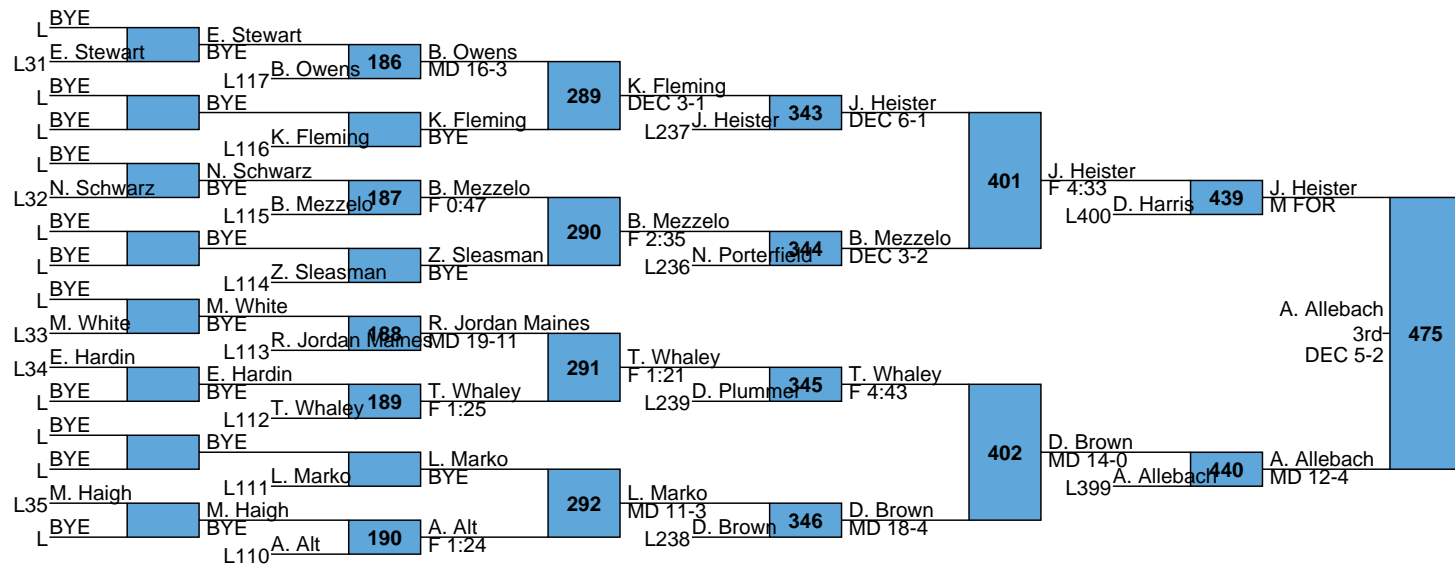 BYE
L
E. Stewart
L31
E. Stewart
BYE
B. Owens
L117
186
B. Owens
MD 16-3
BYE
L
BYE
L
BYE
K. Fleming
L116
K. Fleming
BYE
289
K. Fleming
DEC 3-1
J. Heister
L237
343
J. Heister
DEC 6-1
BYE
L
N. Schwarz
L32
N. Schwarz
BYE
B. Mezzelo
L115
187
B. Mezzelo
F 0:47
BYE
L
BYE
L
BYE
Z. Sleasman
L114
Z. Sleasman
BYE
290
B. Mezzelo
F 2:35
N. Porterfield
L236
344
B. Mezzelo
DEC 3-2
401
J. Heister
F 4:33
D. Harris
L400
439
J. Heister
M FOR
BYE
L
M. White
L33
M. White
BYE
R. Jordan Maines
L113
188
R. Jordan Maines
MD 19-11
E. Hardin
L34
BYE
L
E. Hardin
BYE
T. Whaley
L112
189
T. Whaley
F 1:25
291
T. Whaley
F 1:21
D. Plummer
L239
345
T. Whaley
F 4:43
BYE
L
BYE
L
BYE
L. Marko
L111
L. Marko
BYE
M. Haigh
L35
BYE
L
M. Haigh
BYE
A. Alt
L110
190
A. Alt
F 1:24
292
L. Marko
MD 11-3
D. Brown
L238
346
D. Brown
MD 18-4
402
D. Brown
MD 14-0
A. Allebach
L399
440
A. Allebach
MD 12-4
A. Allebach
3rd
DEC 5-2
475